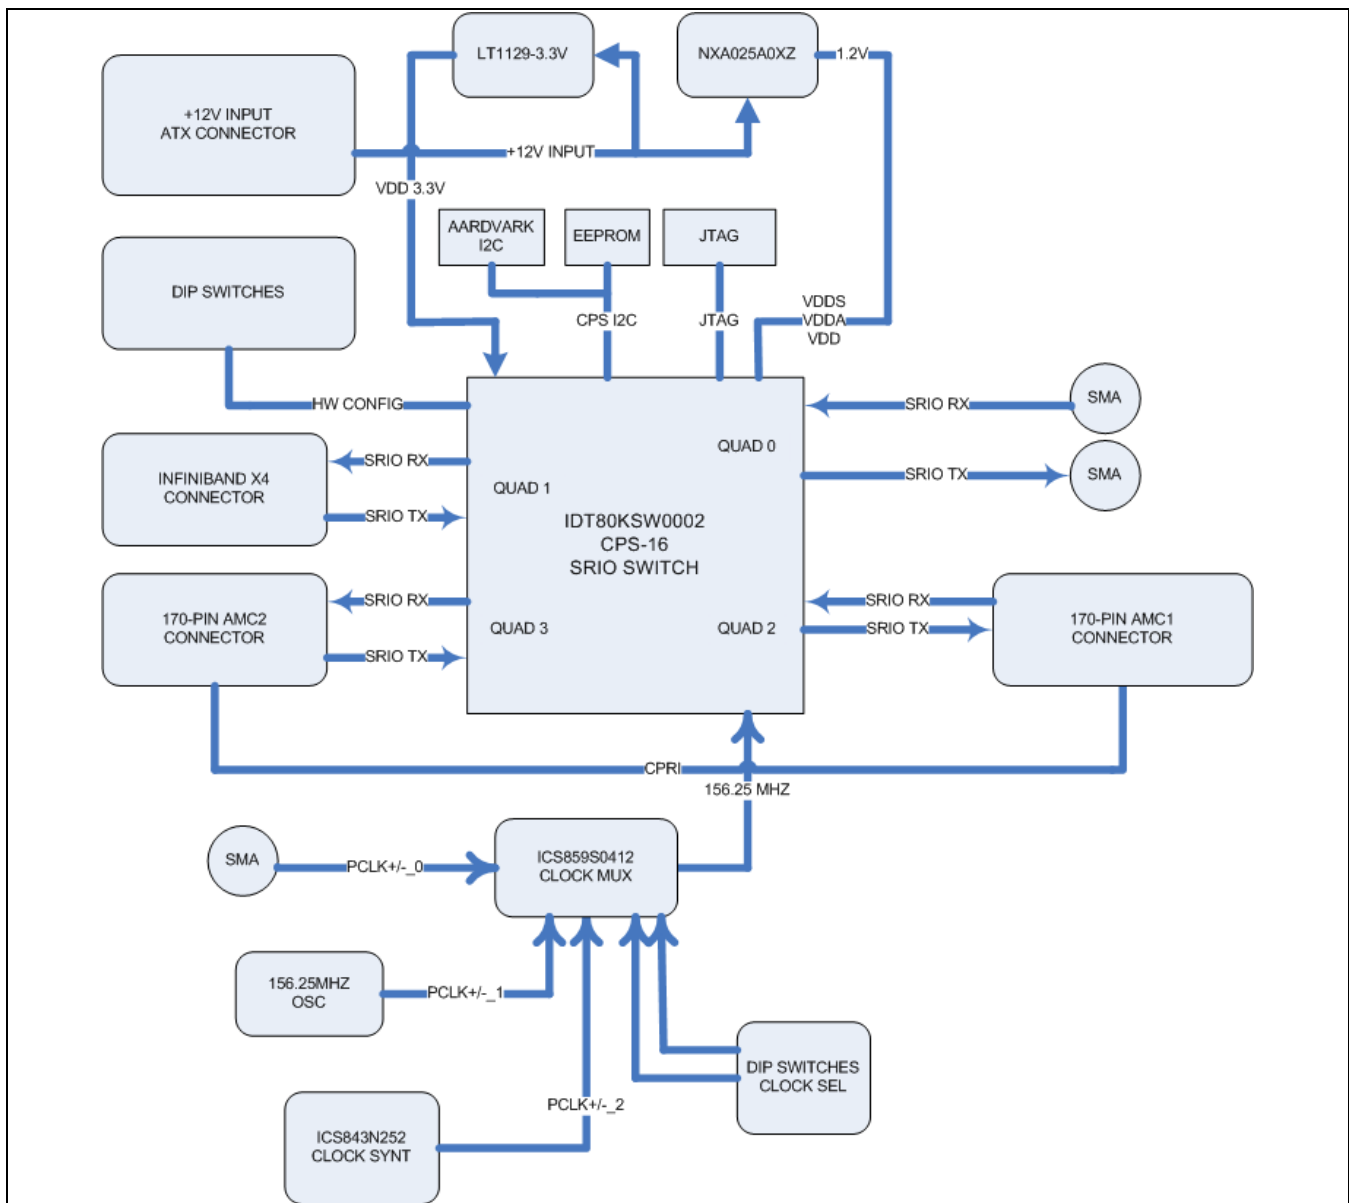 LT1129-3.3V
NXA025A0XZ
1.2V
+12V INPUT
ATX CONNECTOR
+12V INPUT
VDD 3.3V
AARDVARK
I2C
EEPROM
JTAG
DIP SWITCHES
CPS I2C
JTAG
VDDS
VDDA
VDD
HW CONFIG
SRIO RX
SMA
QUAD 0
SRIO TX
SMA
INFINIBAND X4
CONNECTOR
SRIO RX
SRIO TX
QUAD 1
IDT80KSW0002
CPS-16
SRIO SWITCH
170-PIN AMC2
CONNECTOR
SRIO RX
SRIO TX
QUAD 3
QUAD 2
SRIO RX
SRIO TX
170-PIN AMC1
CONNECTOR
CPRI
156.25 MHZ
SMA
PCLK+/-_0
ICS859S0412
CLOCK MUX
156.25MHZ
OSC
PCLK+/-_1
DIP SWITCHES
CLOCK SEL
PCLK+/-_2
ICS843N252
CLOCK SYNT